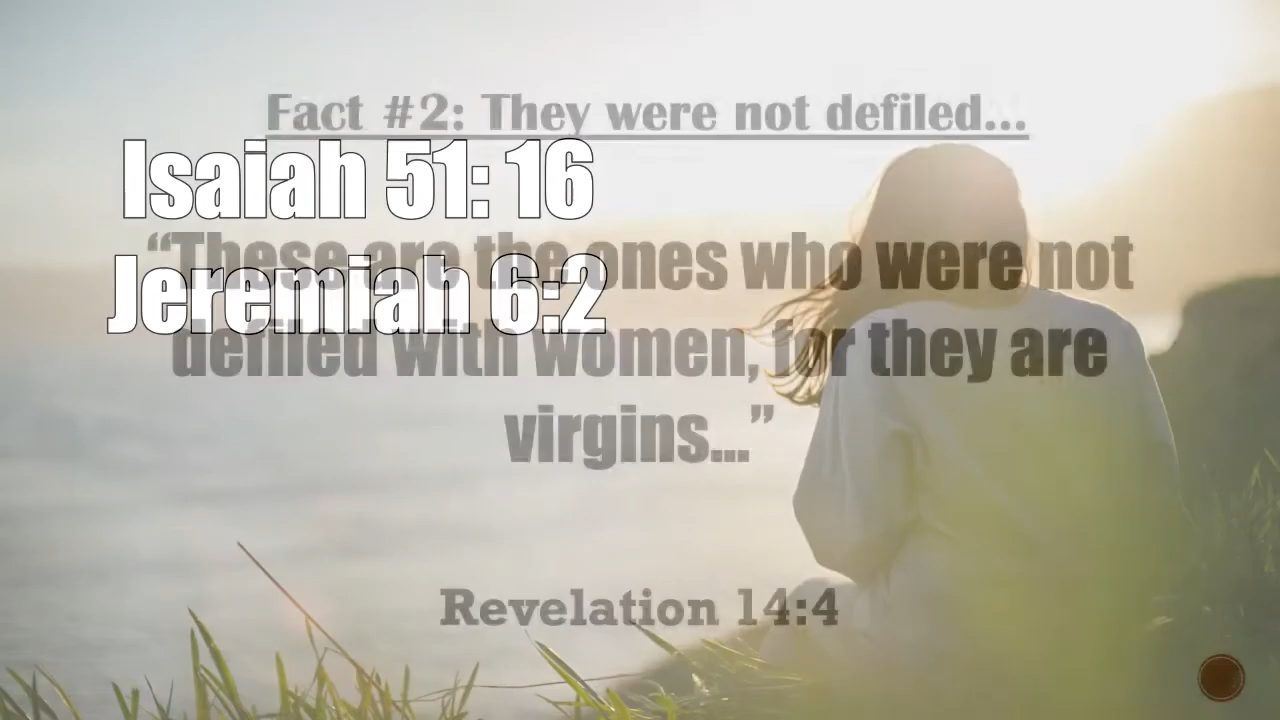 Fact #2: They were not defiled...
Isaiah 51: 16
“These are the ones who were not
Jeremiah 6:2
defiled with women, for they are
virgins...”
Revelation 14:4